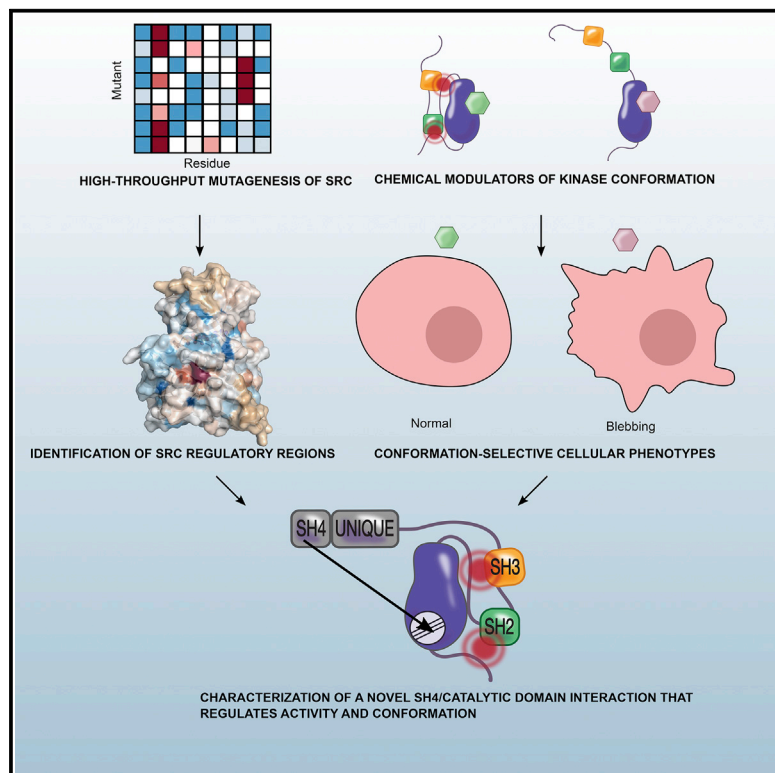 Mutant
Residue
HIGH-THROUGHPUT MUTAGENESIS OF SRC
CHEMICAL MODULATORS OF KINASE CONFORMATION
Normal
Blebbing
IDENTIFICATION OF SRC REGULATORY REGIONS
CONFORMATION-SELECTIVE CELLULAR PHENOTYPES
SH4
UNIQUE
SH3
SH2
CHARACTERIZATION OF A NOVEL SH4/CATALYTIC DOMAIN INTERACTION THAT
REGULATES ACTIVITY AND CONFORMATION